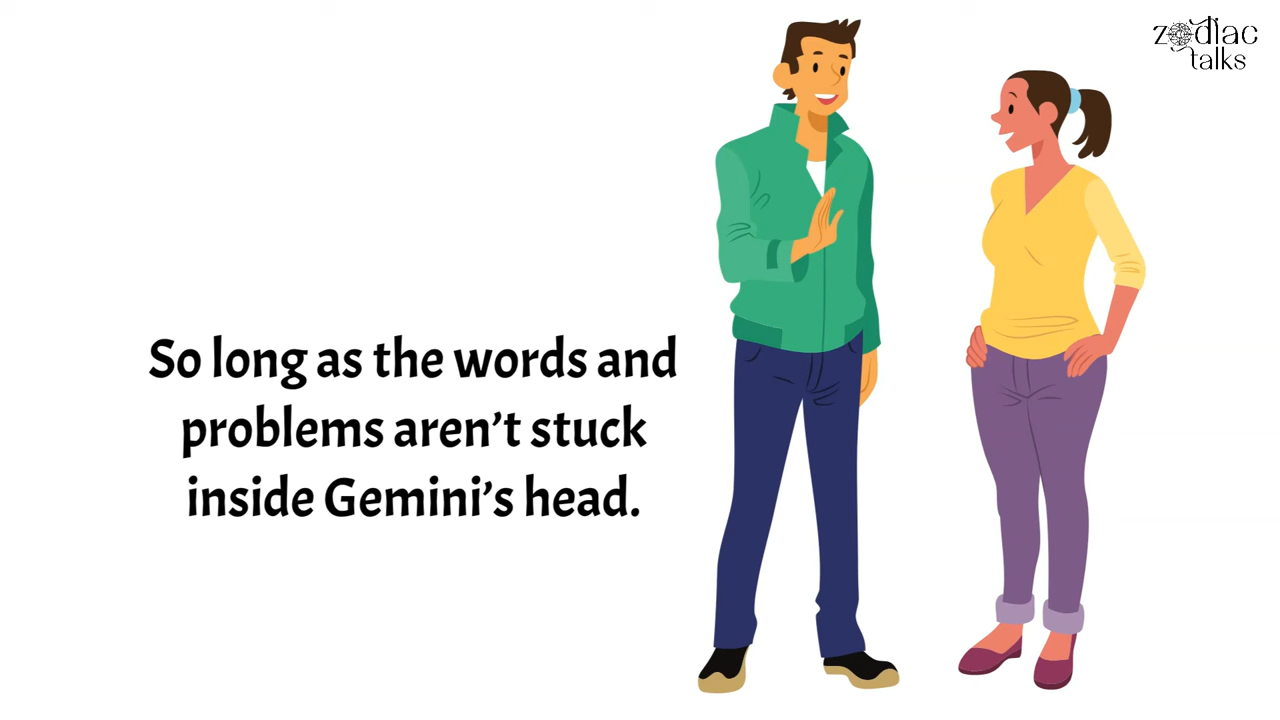 zodiac
talks
So long as the words and
problems aren’t stuck
inside Gemini’s head.